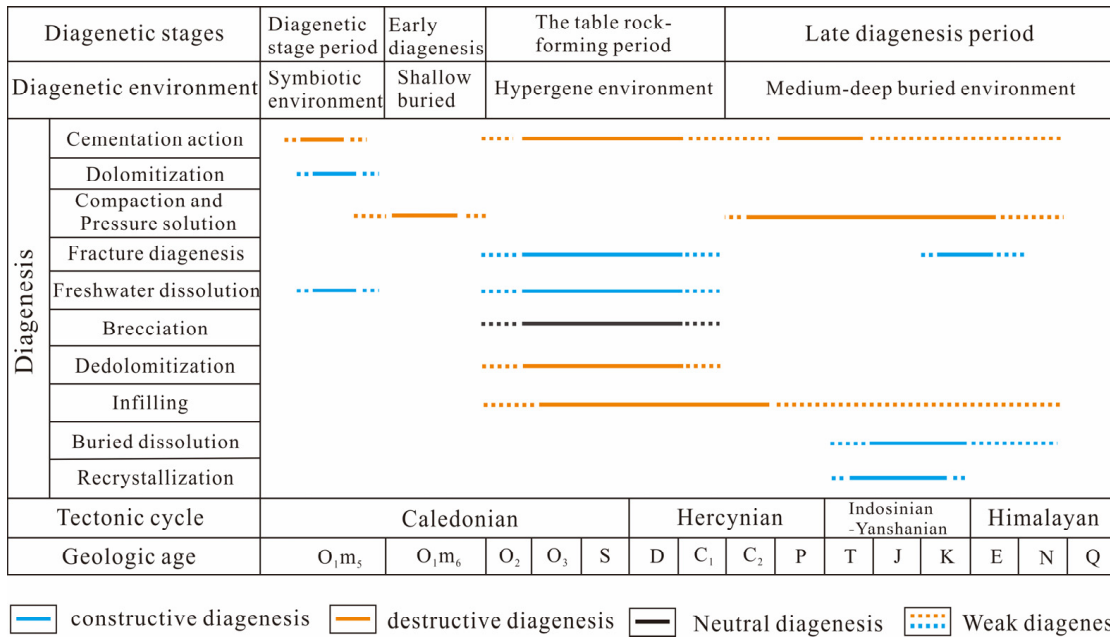 Diagenetic stages
Diagenetic
stage period
Early
diagenesis
The table rock-
forming period
Late diagenesis period
Diagenetic environment
Symbiotic
environment
Shallow
buried
Hypergene environment
Medium-deep buried environment
Diagenesis
Cementation action
Dolomitization
Compaction and
Pressure solution
Fracture diagenesis
Freshwater dissolution
Brecciation
Dedolomitization
Infilling
Buried dissolution
Recrystallization
Tectonic cycle
Caledonian
Hercynian
Indosinian
-Yanshanian
Himalayan
Geologic age
O₁m₅
O₁m₆
O₂
O₃
S
D
C₁
C₂
P
T
J
K
E
N
Q
constructive diagenesis
destructive diagenesis
Neutral diagenesis
Weak diagenes